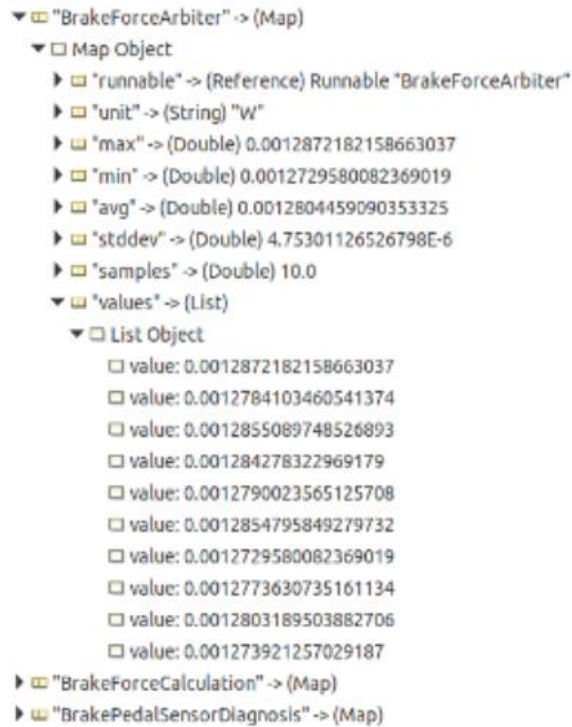 "BrakeForceArbiter" -> (Map)
Map Object
"runnable" -> (Reference) Runnable "BrakeForceArbiter"
"unit" -> (String) "W"
"max" -> (Double) 0.0012872182158663037
"min" -> (Double) 0.0012729580082369019
"avg" -> (Double) 0.0012804459090353325
"stddev" -> (Double) 4.75301126526798E-6
"samples" -> (Double) 10.0
"values" -> (List)
List Object
value: 0.0012872182158663037
value: 0.0012784103460541374
value: 0.0012855089748526893
value: 0.001284278322969179
value: 0.0012790023565125708
value: 0.0012854795849279732
value: 0.0012729580082369019
value: 0.0012773630735161134
value: 0.0012803189503882706
value: 0.0012739212570291​87
"BrakeForceCalculation" -> (Map)
"BrakePedalSensorDiagnosis" -> (Map)